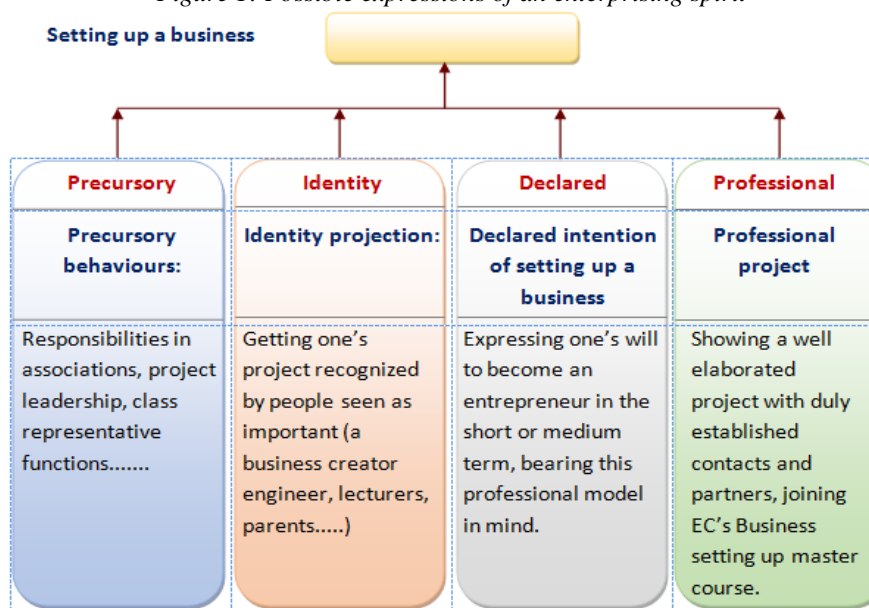 Figure 1: Possible expressions of an enterprising spirit
Setting up a business
Precursory
Precursory
behaviours:
Responsibilities in
associations, project
leadership, class
representative
functions.......
Identity
Identity projection:
Getting one's
project recognized
by people seen as
important (a
business creator
engineer, lecturers,
parents.....)
Declared
Declared intention
of setting up a
business
Expressing one's will
to become an
entrepreneur in the
short or medium
term, bearing this
professional model
in mind.
Professional
Professional
project
Showing a well
elaborated
project with duly
established
contacts and
partners, joining
EC's Business
setting up master
course.